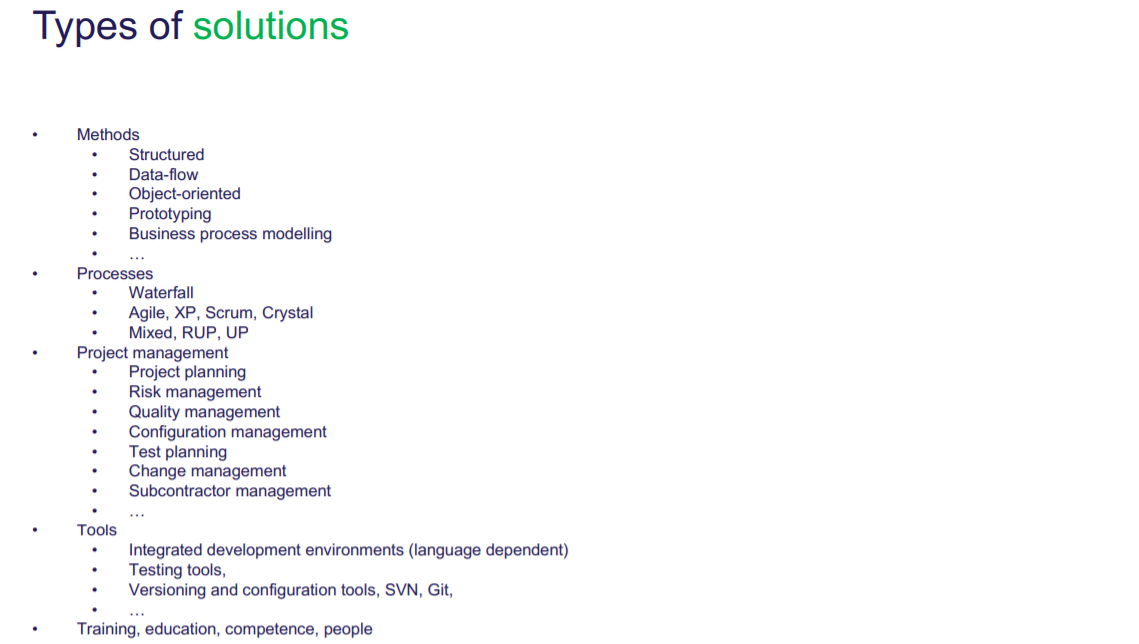 Types of solutions
• Methods
• Structured
• Data-flow
• Object-oriented
• Prototyping
• Business process modelling
• …
• Processes
• Waterfall
• Agile, XP, Scrum, Crystal
• Mixed, RUP, UP
• Project management
• Project planning
• Risk management
• Quality management
• Configuration management
• Test planning
• Change management
• Subcontractor management
• …
• Tools
• Integrated development environments (language dependent)
• Testing tools,
• Versioning and configuration tools, SVN, Git,
• …
• Training, education, competence, people